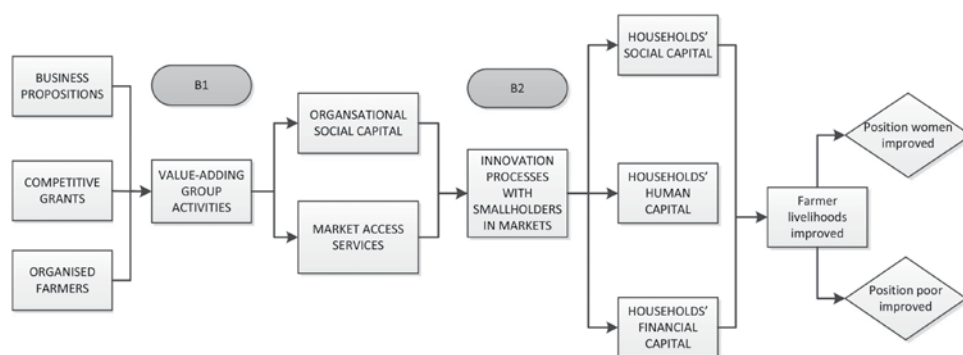 BUSINESS
PROPOSITIONS
COMPETITIVE
GRANTS
ORGANISED
FARMERS
B1
VALUE-ADDING
GROUP
ACTIVITIES
ORGANSATIONAL
SOCIAL CAPITAL
MARKET ACCESS
SERVICES
B2
INNOVATION
PROCESSES
WITH
SMALLHOLDERS
IN MARKETS
HOUSEHOLDS'
SOCIAL CAPITAL
HOUSEHOLDS'
HUMAN
CAPITAL
HOUSEHOLDS'
FINANCIAL
CAPITAL
Farmer
livelihoods
improved
Position women
improved
Position poor
improved